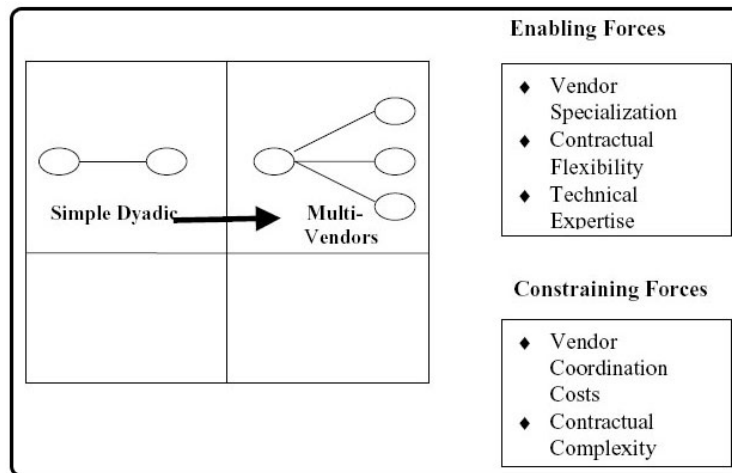 Enabling Forces
♦ Vendor
Specialization
♦ Contractual
Flexibility
♦ Technical
Expertise
Simple Dyadic
Multi-
Vendors
Constraining Forces
♦ Vendor
Coordination
Costs
♦ Contractual
Complexity